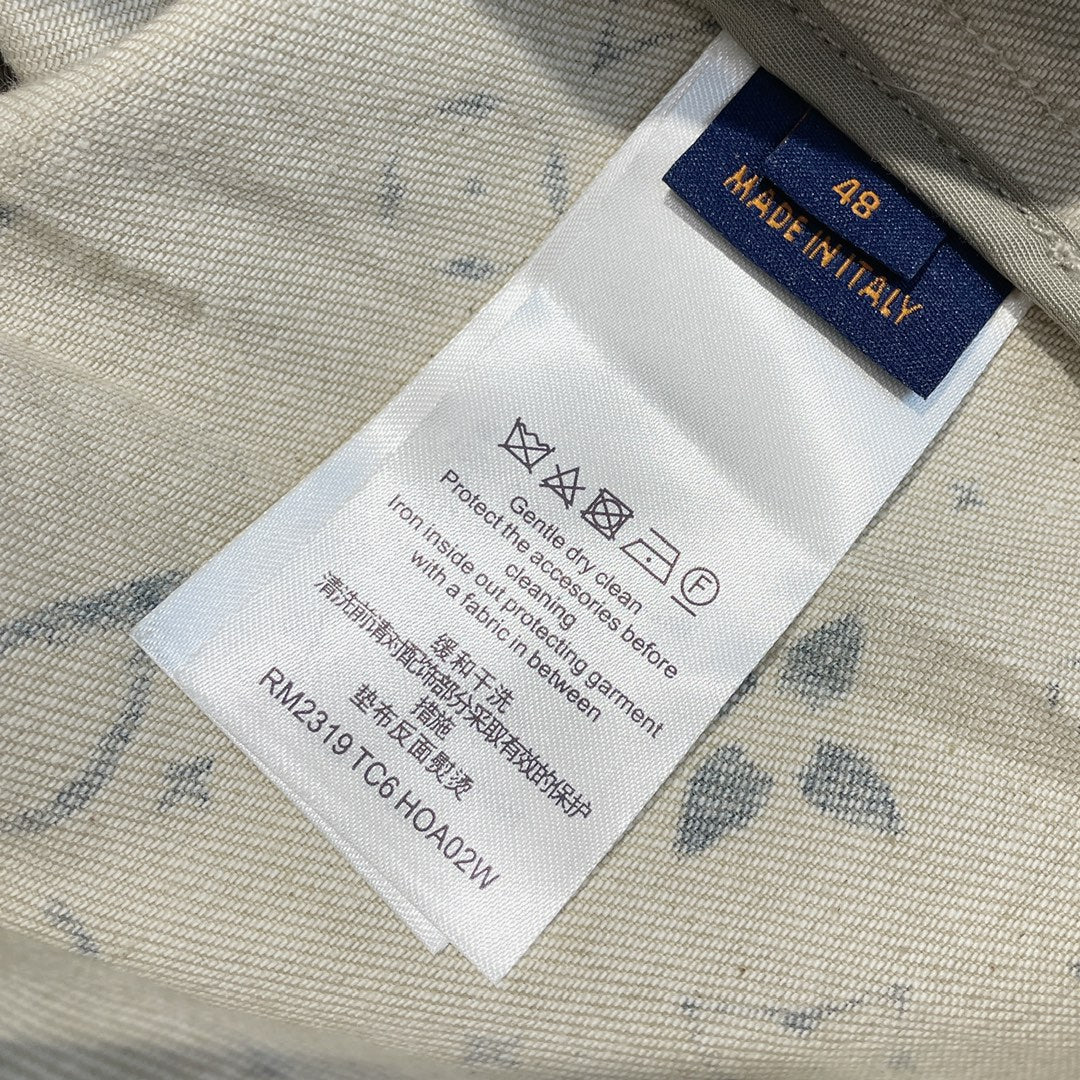 48
MADE IN ITALY
F
Gentle dry clean
Protect the accesories before
cleaning
Iron inside out protecting garment
with a fabric in between
缓和干洗
清洗前请对配饰部分采取有效的保护
措施
垫布反面熨烫
RM2319 TC6 HOA02W